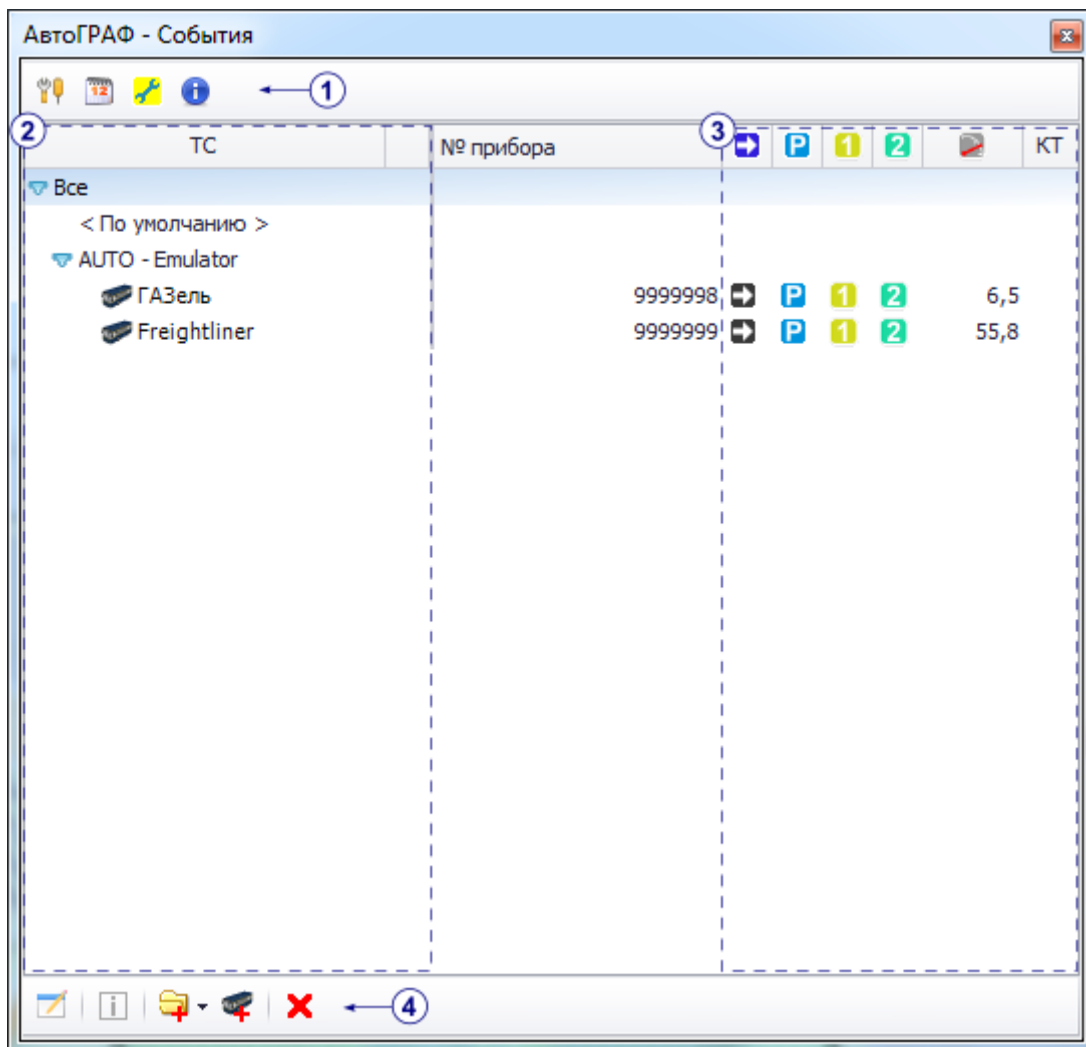 АвтоГРАФ - События
12
1
2 ТС № прибора 3 P 1 2 КТ
Все
< По умолчанию >
AUTO - Emulator
ГАЗель 9999998 P 1 2 6,5
Freightliner 9999999 P 1 2 55,8
i 4